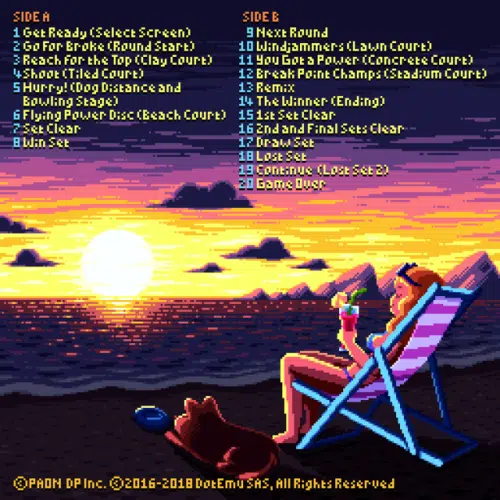 SIDE A
1 Get Ready (Select Screen)
2 Go For Broke (Round Start)
3 Reach for the Top (Clay Court)
4 Shoot (Tiled Court)
5 Hurry! (Dog Distance and
Bowling Stage)
6 Flying Power Disc (Beach Court)
7 Set Clear
8 Win Set
SIDE B
9 Next Round
10 Windjammers (Lawn Court)
11 You Got a Power (Concrete Court)
12 Break Point Champs (Stadium Court)
13 Remix
14 The Winner (Ending)
15 1st Set Clear
16 2nd and Final Sets Clear
17 Draw Set
18 Lost Set
19 Continue (Lost Set 2)
20 Game Over
©PAON DP Inc. ©2016-2018 DotEmu SAS, All Rights Reserved